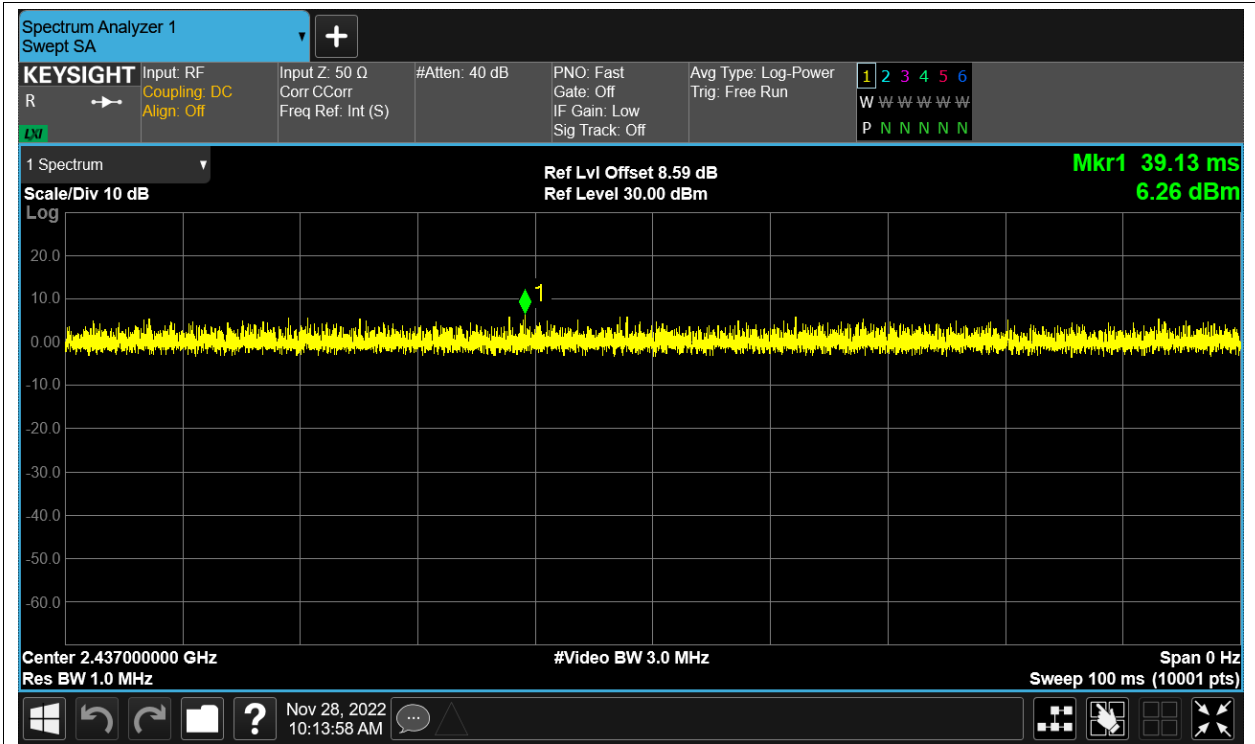 Spectrum Analyzer 1
Swept SA
KEYSIGHT
R
LXI
Input: RF
Coupling: DC
Align: Off
Input Z: 50 Ω
Corr CCorr
Freq Ref: Int (S)
#Atten: 40 dB
PNO: Fast
Gate: Off
IF Gain: Low
Sig Track: Off
Avg Type: Log-Power
Trig: Free Run
1 2 3 4 5 6
W W W W W W
P N N N N N
1 Spectrum
Scale/Div 10 dB
Log
Ref Lvl Offset 8.59 dB
Ref Level 30.00 dBm
Mkr1 39.13 ms
6.26 dBm
20.0
10.0
1
0.00
-10.0
-20.0
-30.0
-40.0
-50.0
-60.0
Center 2.437000000 GHz
Res BW 1.0 MHz
#Video BW 3.0 MHz
Span 0 Hz
Sweep 100 ms (10001 pts)
?
Nov 28, 2022
10:13:58 AM